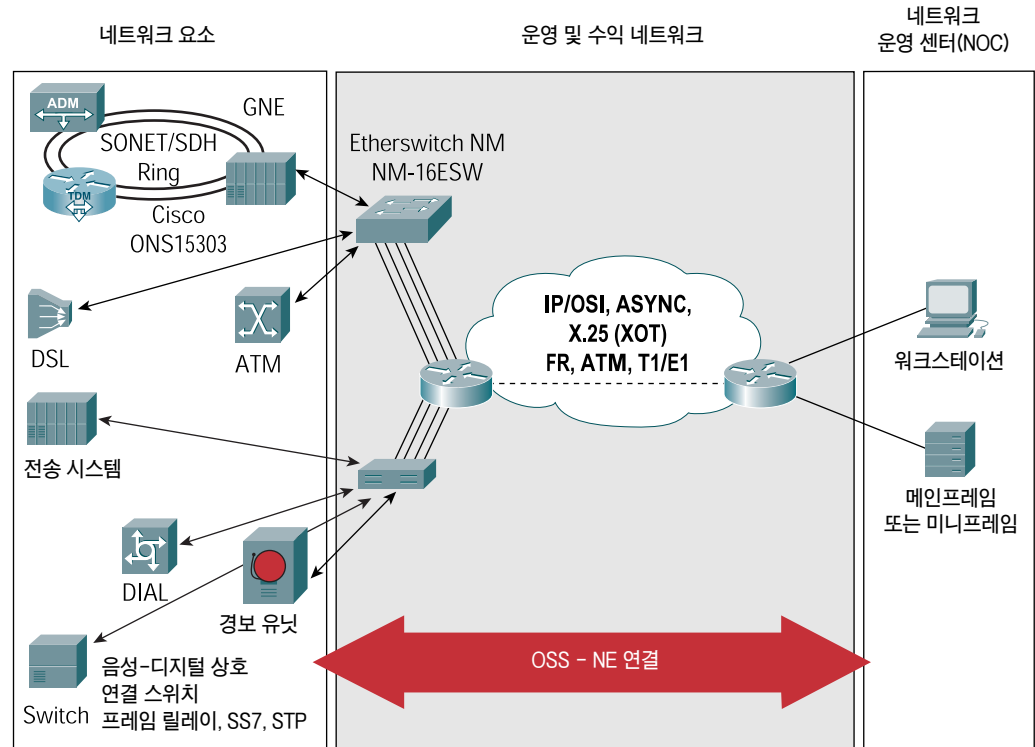 네트워크 요소
운영 및 수익 네트워크
네트워크
운영 센터(NOC)
ADM
GNE
SONET/SDH
Ring
TDM
Cisco
ONS15303
Etherswitch NM
NM-16ESW
DSL
ATM
IP/OSI, ASYNC,
X.25 (XOT)
FR, ATM, T1/E1
워크스테이션
전송 시스템
메인프레임
또는 미니프레임
DIAL
경보 유닛
OSS - NE 연결
Switch
음성-디지털 상호
연결 스위치
프레임 릴레이, SS7, STP